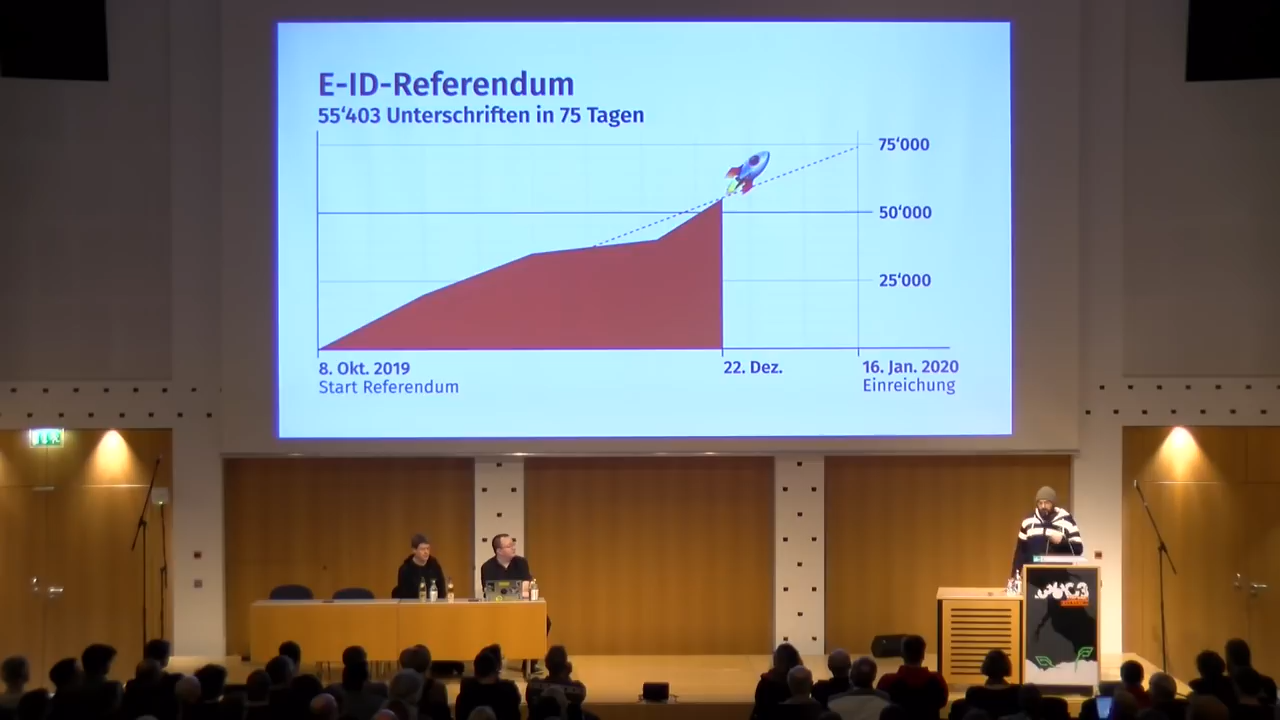 E-ID-Referendum
55‘403 Unterschriften in 75 Tagen
75‘000
50‘000
25‘000
8. Okt. 2019
Start Referendum
22. Dez.
16. Jan. 2020
Einreichung